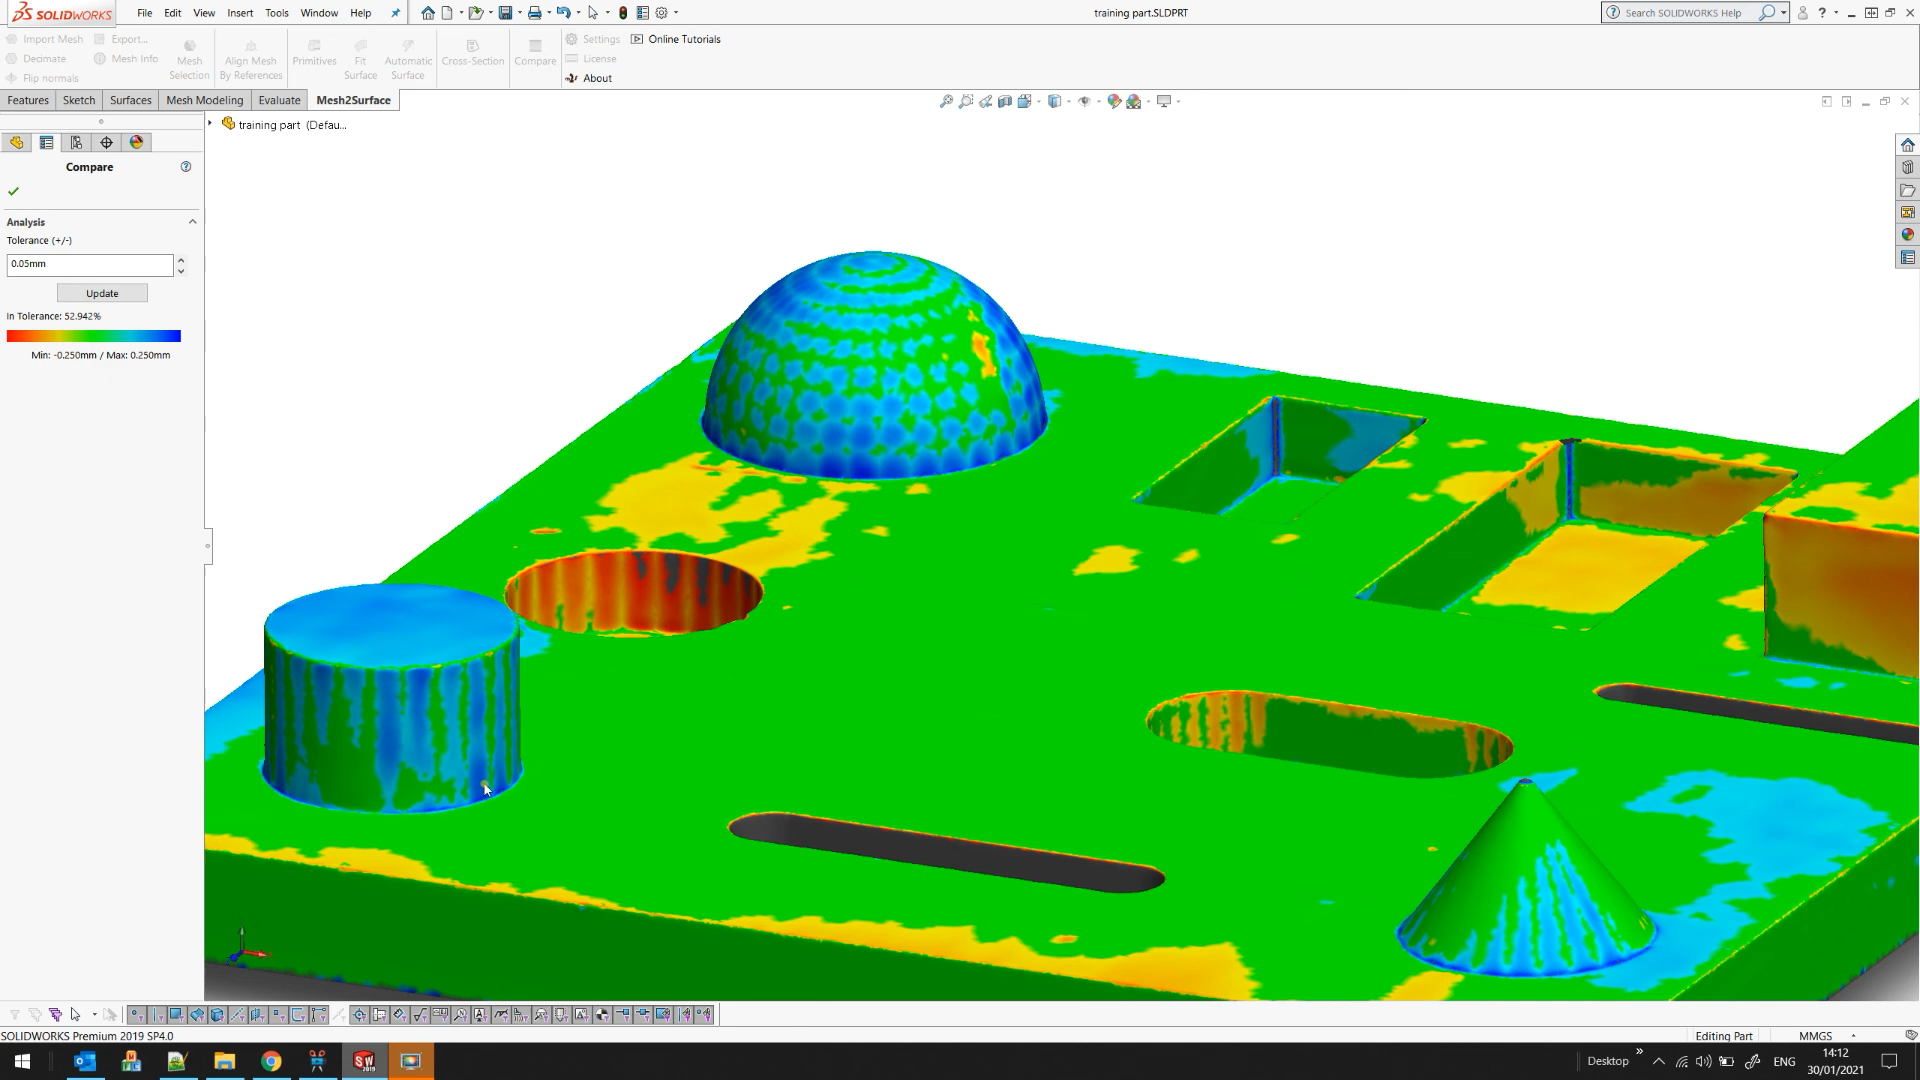 SOLIDWORKS
File Edit View Insert Tools Window Help
training part.SLDPRT
Search SOLIDWORKS Help
Import Mesh
Export...
Decimate
Mesh Info
Flip normals
Mesh
Selection
Align Mesh
By References
Primitives
Fit
Surface
Automatic
Surface
Cross-Section
Compare
Settings
Online Tutorials
License
About
Features Sketch Surfaces Mesh Modeling Evaluate Mesh2Surface
training part (Defau...
Compare
Analysis
Tolerance (+/-)
0.05mm
Update
In Tolerance: 52.942%
Min: -0.250mm / Max: 0.250mm
SOLIDWORKS Premium 2019 SP4.0
Editing Part
MMGS
Desktop
ENG
14:12
30/01/2021